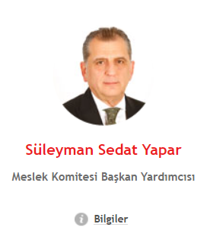 Süleyman Sedat Yapar
Meslek Komitesi Başkan Yardımcısı
Bilgiler